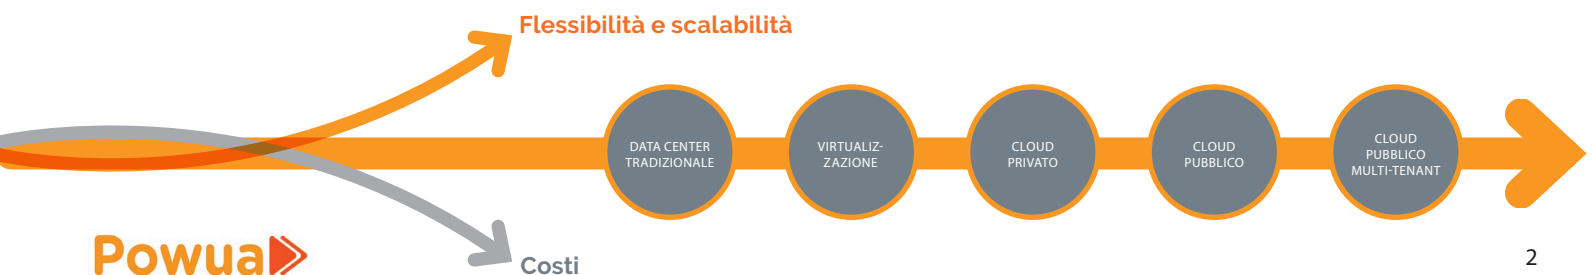 Flessibilità e scalabilità
DATA CENTER
TRADIZIONALE
VIRTUALIZ-
ZAZIONE
CLOUD
PRIVATO
CLOUD
PUBBLICO
CLOUD
PUBBLICO
MULTI-TENANT
Powua
Costi
2